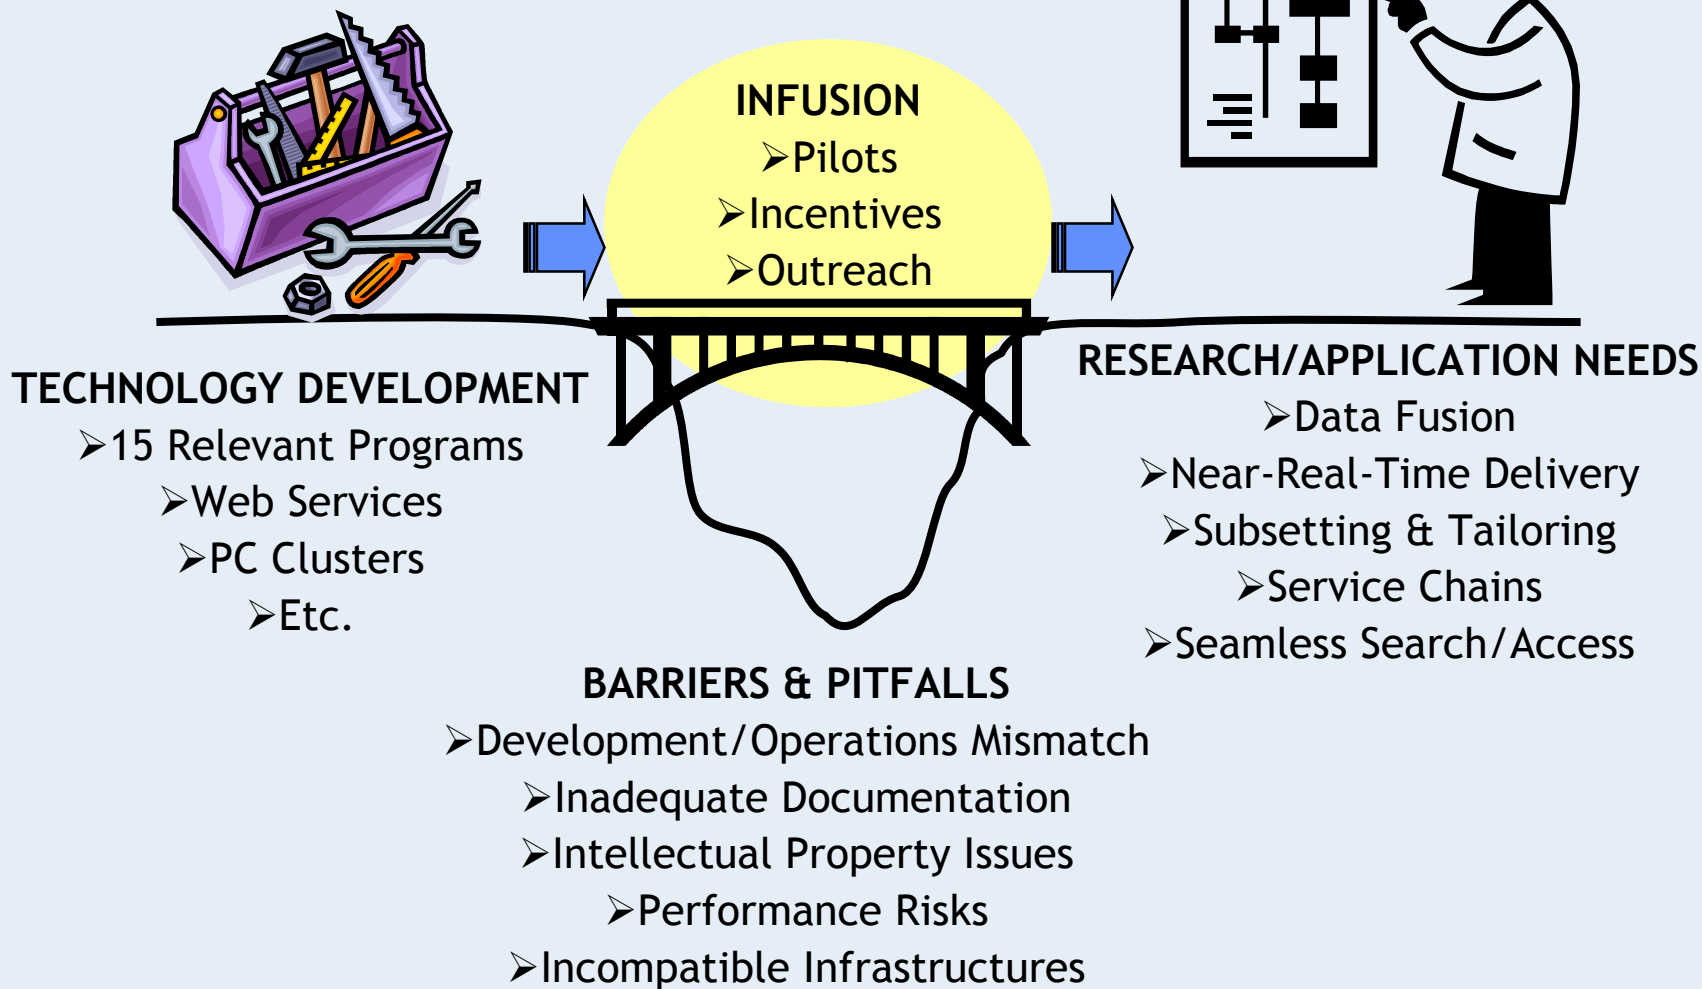 INFUSION
➢Pilots
➢Incentives
➢Outreach
TECHNOLOGY DEVELOPMENT
➢15 Relevant Programs
➢Web Services
➢PC Clusters
➢Etc.
RESEARCH/APPLICATION NEEDS
➢Data Fusion
➢Near-Real-Time Delivery
➢Subsetting & Tailoring
➢Service Chains
➢Seamless Search/Access
BARRIERS & PITFALLS
➢Development/Operations Mismatch
➢Inadequate Documentation
➢Intellectual Property Issues
➢Performance Risks
➢Incompatible Infrastructures